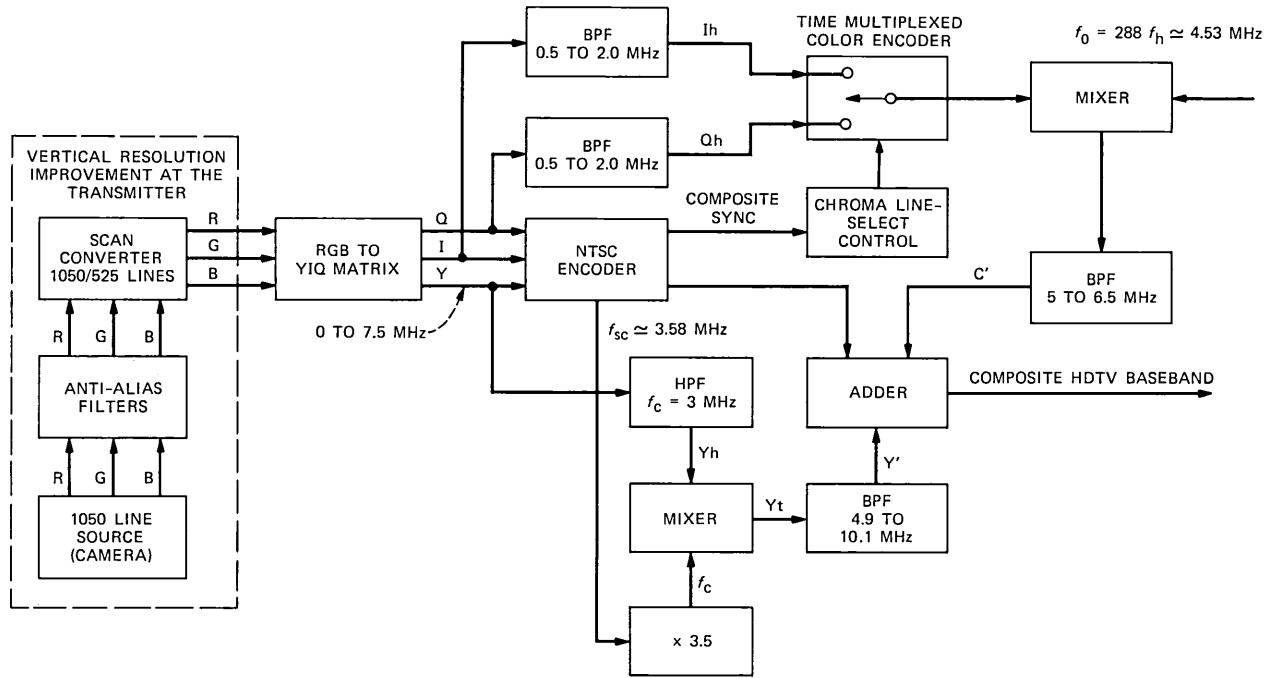 BPF
0.5 TO 2.0 MHz
Ih
TIME MULTIPLEXED
COLOR ENCODER
f0 = 288 fh ≃ 4.53 MHz
MIXER
BPF
0.5 TO 2.0 MHz
Qh
VERTICAL RESOLUTION
IMPROVEMENT AT THE
TRANSMITTER
SCAN
CONVERTER
1050/525 LINES
R
G
B
RGB TO
YIQ MATRIX
Q
I
Y
0 TO 7.5 MHz
NTSC
ENCODER
COMPOSITE
SYNC
CHROMA LINE-
SELECT
CONTROL
BPF
5 TO 6.5 MHz
C'
fsc ≃ 3.58 MHz
R
G
B
ANTI-ALIAS
FILTERS
HPF
fc = 3 MHz
ADDER
COMPOSITE HDTV BASEBAND
R
G
B
1050 LINE
SOURCE
(CAMERA)
Yh
MIXER
Yt
Y'
BPF
4.9 TO
10.1 MHz
fc
x 3.5